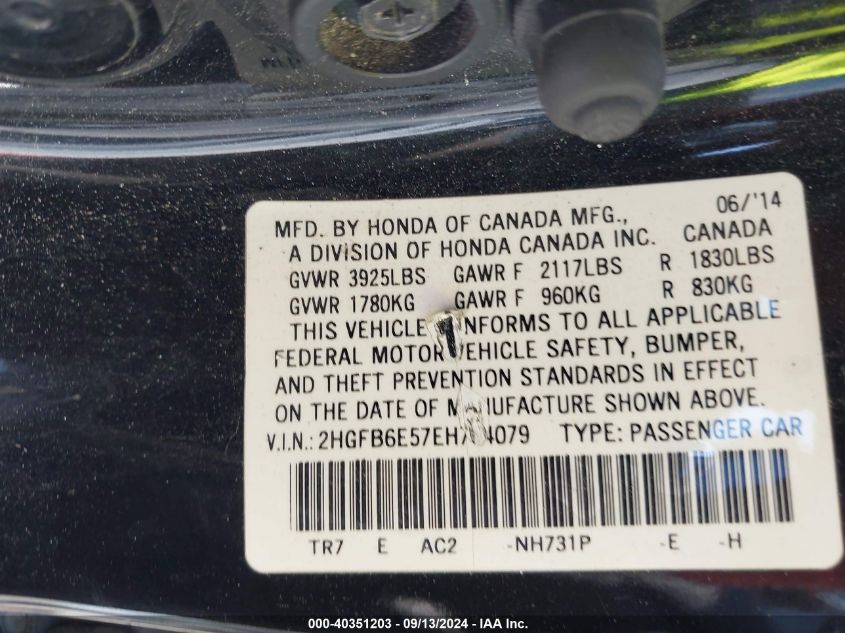 06/'14
MFD. BY HONDA OF CANADA MFG.,
A DIVISION OF HONDA CANADA INC. CANADA
GVWR 3925LBS GAWR F 2117LBS R 1830LBS
GVWR 1780KG GAWR F 960KG R 830KG
THIS VEHICLE NFORMS TO ALL APPLICABLE
FEDERAL MOTOR VEHICLE SAFETY, BUMPER,
AND THEFT PREVENTION STANDARDS IN EFFECT
ON THE DATE OF MANUFACTURE SHOWN ABOVE.
V.I.N.: TYPE: PASSENGER CAR
TR7 E AC2 -NH731P -E -H
000-40351203 - 09/13/2024 - IAA Inc.